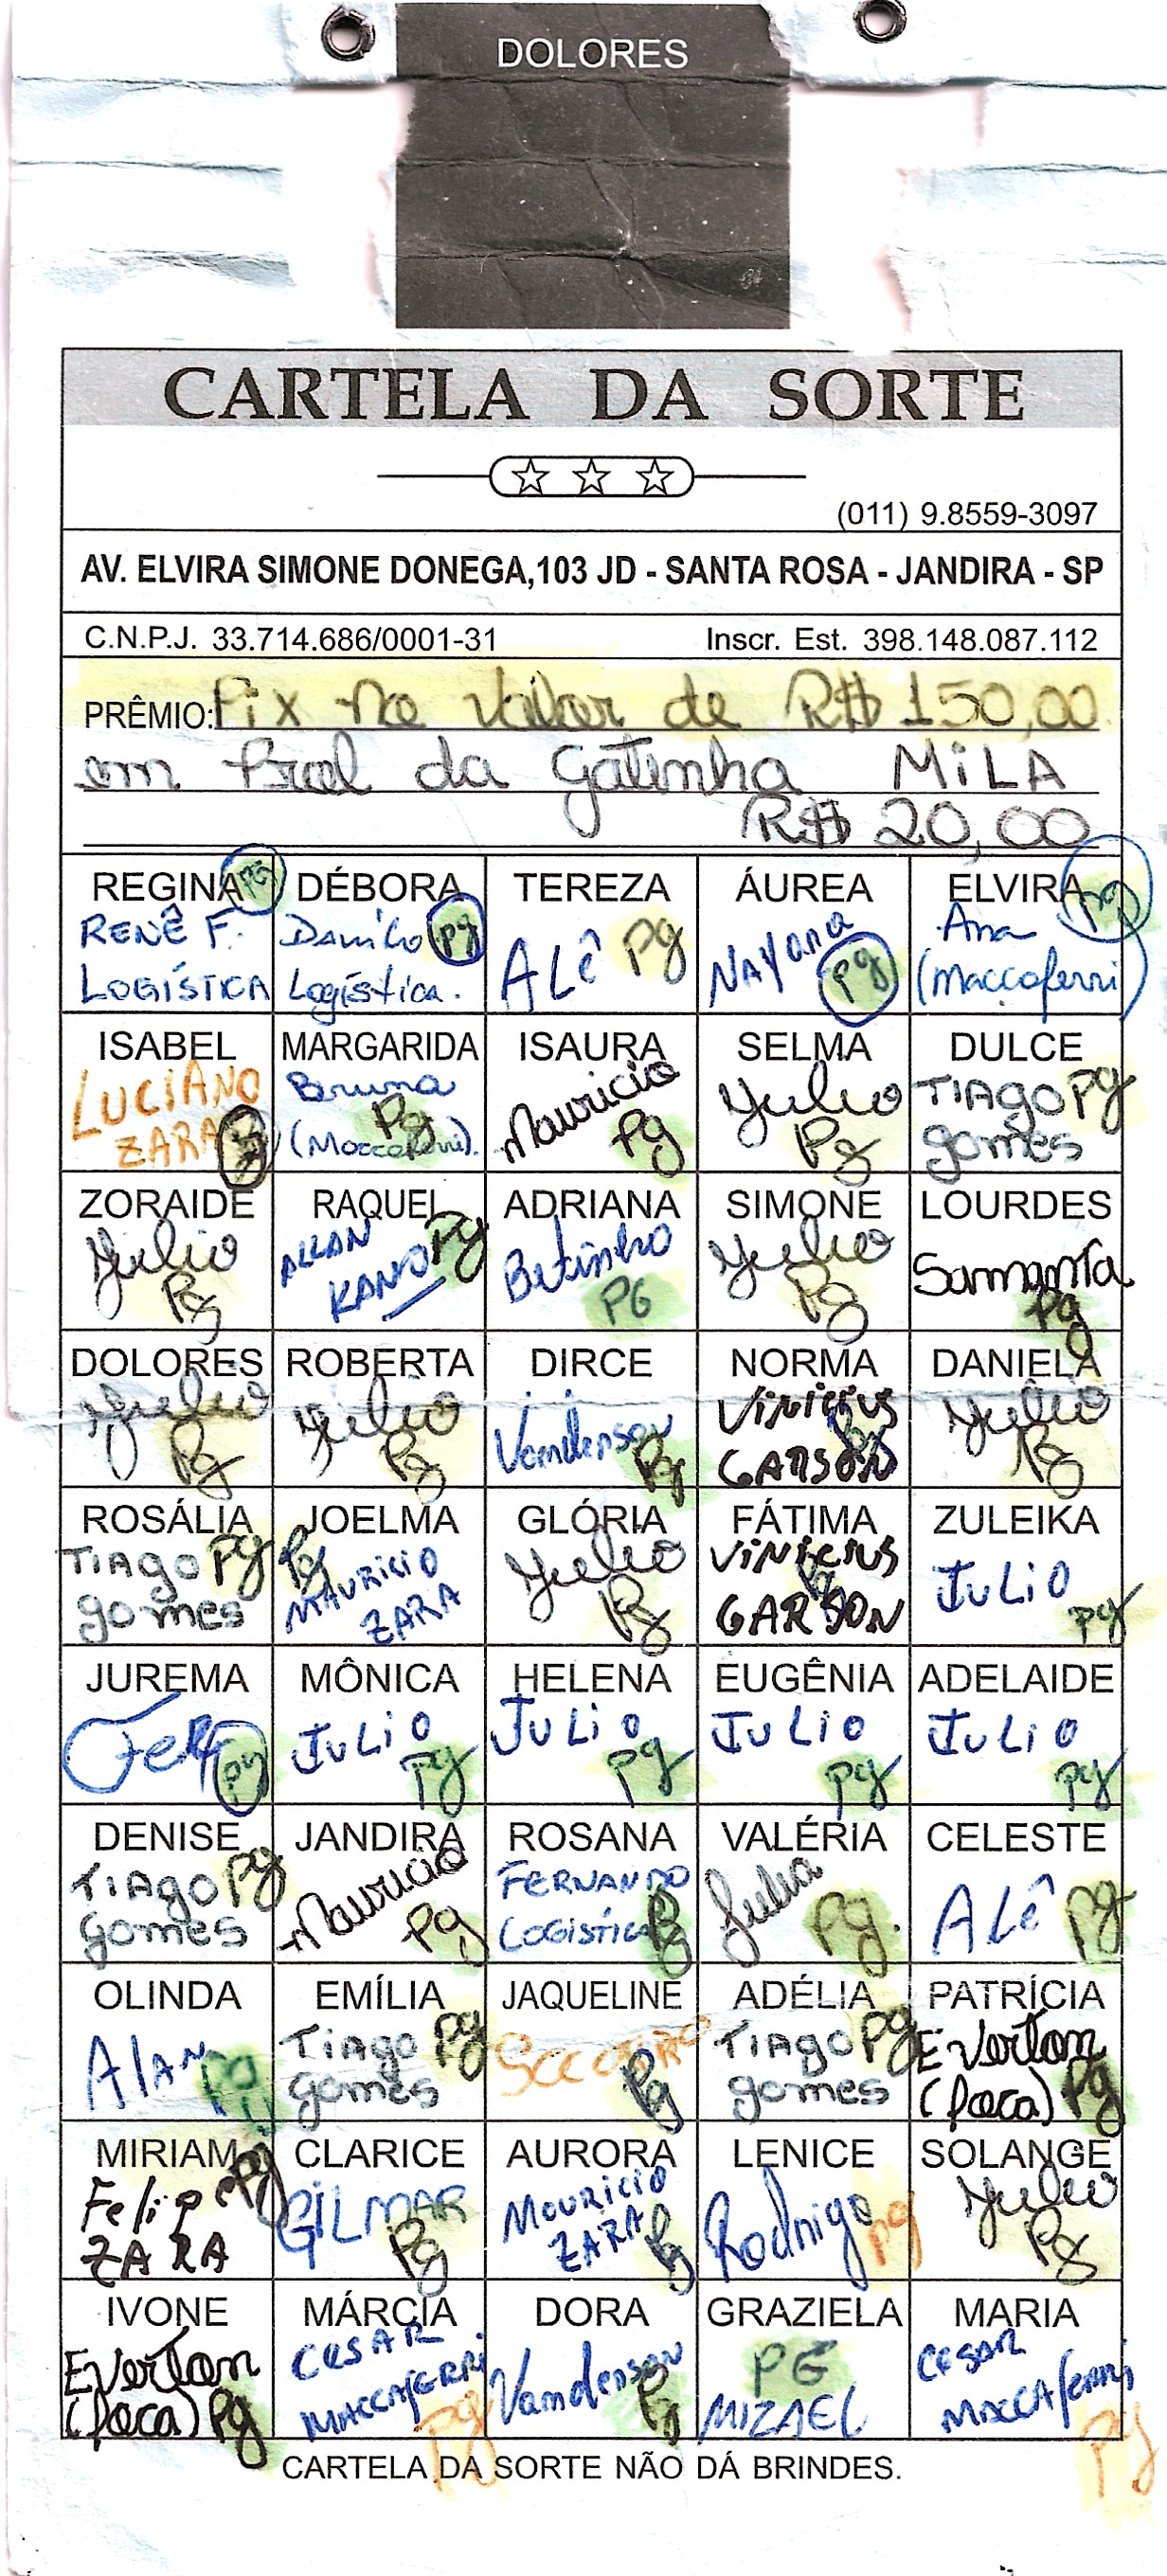 DOLORES
CARTELA DA SORTE
(011) 9.8559-3097
AV. ELVIRA SIMONE DONEGA,103 JD - SANTA ROSA - JANDIRA - SP
C.N.P.J. 33.714.686/0001-31 Inscr. Est. 398.148.087.112
PRÊMIO: Pix no Valor de R$ 150,00
em Prol da gatinha MiLA
R$ 20,00
REGINA PG DÉBORA TEREZA ÁUREA ELVIRA pg
RENÊ F. Danilo pg ALÊ pg NAYANA Ana
LOGÍSTICA Logística. pg (Maccaferri)
ISABEL MARGARIDA ISAURA SELMA DULCE
LUCIANO Bruna Mauricio Julio TIAGO pg
ZARA (Maccaferri). Pg pg Pg gomes
ZORAIDE RAQUEL ADRIANA SIMONE LOURDES
Julio ALLAN Pg Betinho Julio Samanta
Pg KANO PG Pg Pg
DOLORES ROBERTA DIRCE NORMA DANIELA
Julio Julio Vanderson Vinicius Julio
Pg Pg Pg GARSON Pg
ROSÁLIA JOELMA GLÓRIA FÁTIMA ZULEIKA
TIAGO pg Pg MAURICIO Julio ViNicius JULIO
gomes ZARA Pg GARSON pg
JUREMA MÔNICA HELENA EUGÊNIA ADELAIDE
pg JULIO pg JULIO pg JULIO pg JULIO pg
DENISE JANDIRA ROSANA VALÉRIA CELESTE
TIAGO pg Mauricio FERNANDO Julia ALÊ pg
gomes pg LOGISTICA Pg pg.
OLINDA EMÍLIA JAQUELINE ADÉLIA PATRÍCIA
Alan TIAGO pg Socorro TIAGO pg Everton
PG gomes Pg gomes (Poca) Pg
MIRIAM Pg CLARICE AURORA LENICE SOLANGE
Felipe GILMAR MOURICIO Rodrigo pg Julio
ZARA Pg ZARA Pg Pg
IVONE MÁRCIA DORA GRAZIELA MARIA
Everton CESAR Vanderson PG CESAR
(Poca) Pg MACCAFERRI pg Pg MIZAEL MACCAFERRI pg
CARTELA DA SORTE NÃO DÁ BRINDES.